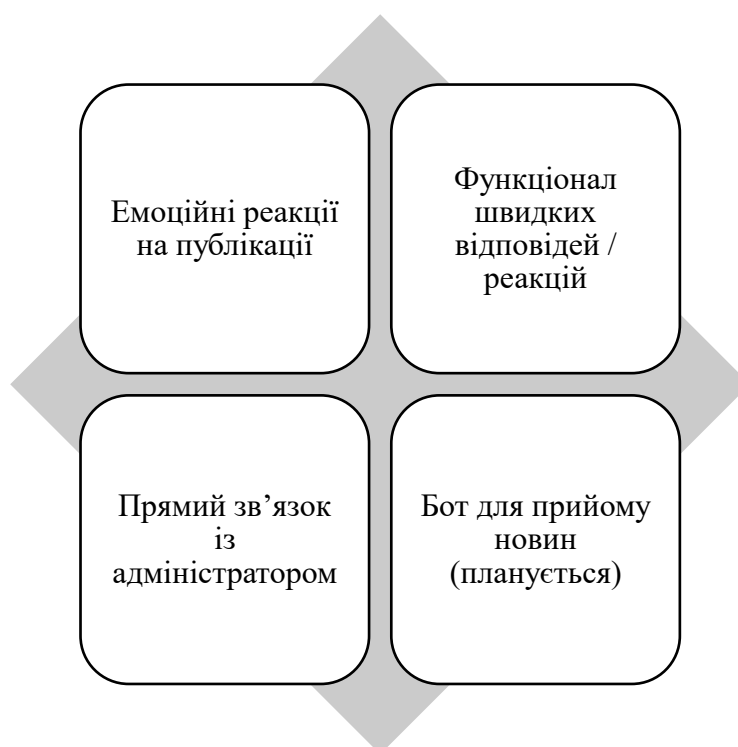 Емоційні реакції
на публікації
Функціонал
швидких
відповідей /
реакцій
Прямий зв’язок
із
адміністратором
Бот для прийому
новин
(планується)